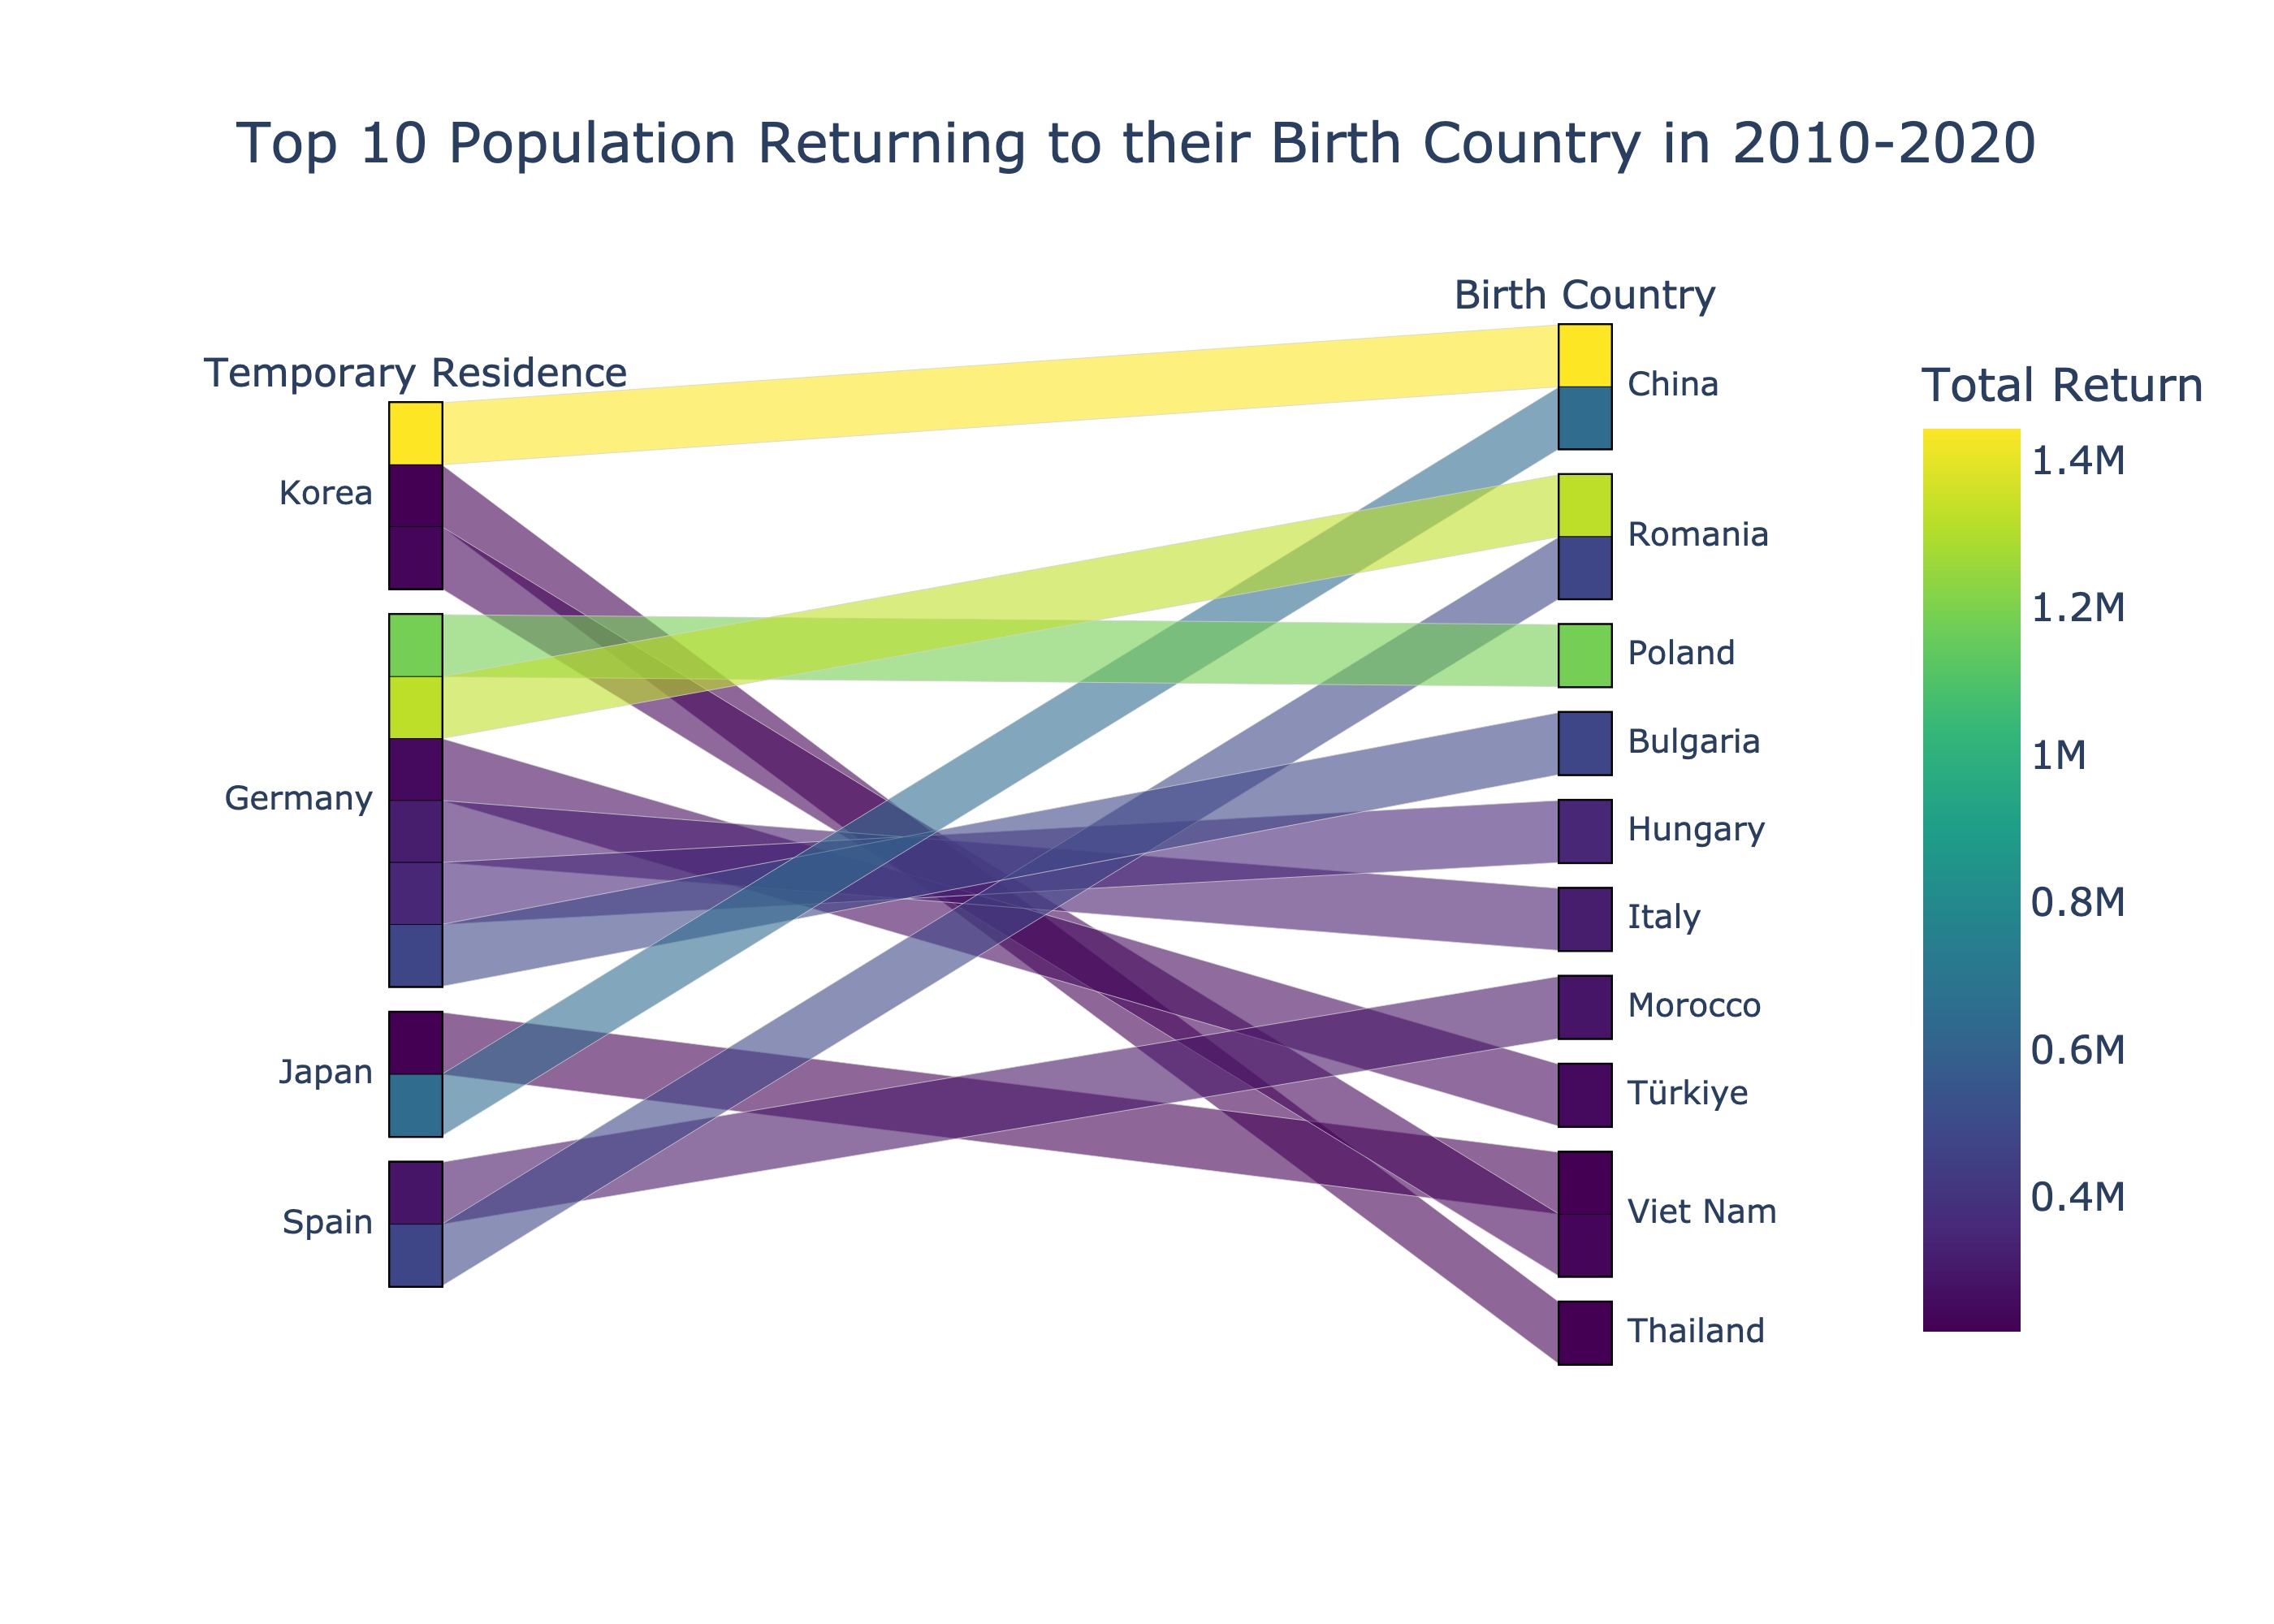 Top 10 Population Returning to their Birth Country in 2010-2020
Temporary Residence
Korea
Germany
Japan
Spain
Birth Country
China
Romania
Poland
Bulgaria
Hungary
Italy
Morocco
Türkiye
Viet Nam
Thailand
Total Return
1.4M
1.2M
1M
0.8M
0.6M
0.4M